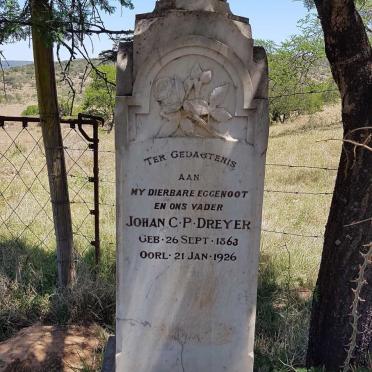 TER GEDAGTENIS
AAN
MY DIERBARE EGGENOOT
EN ONS VADER
JOHAN C. P. DREYER
GEB. 26 SEPT. 1863
OORL. 21 JAN. 1926